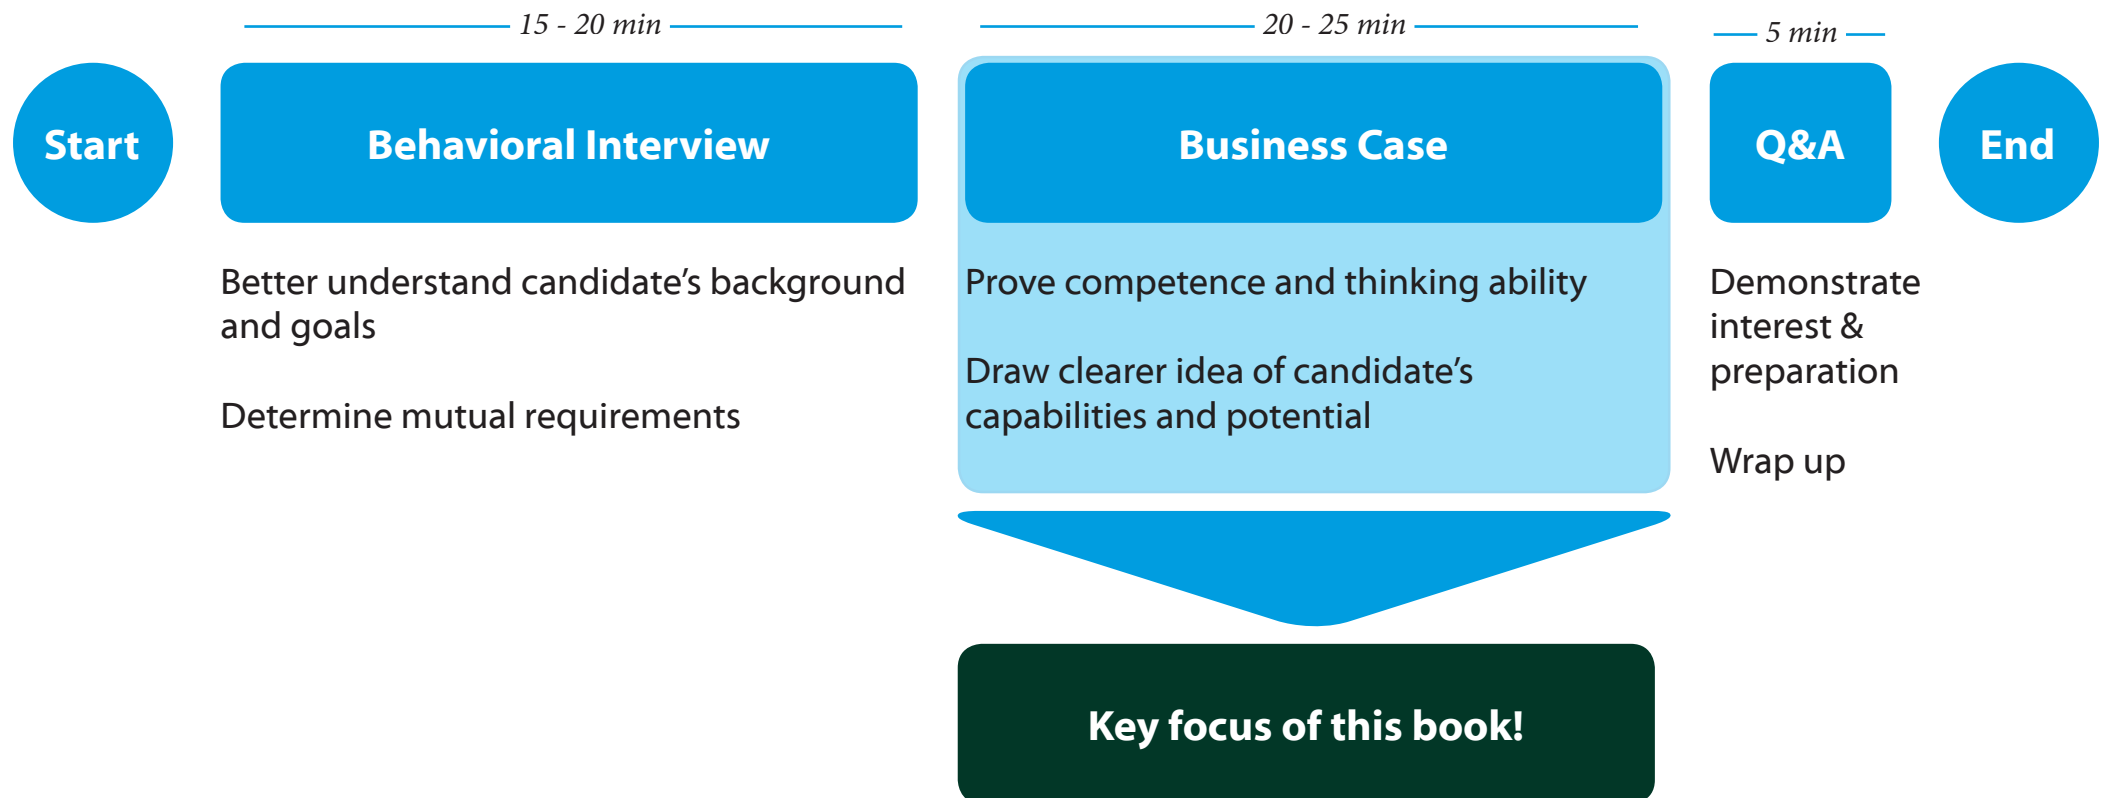 15 - 20 min
20 - 25 min
5 min
Start
Behavioral Interview
Business Case
Q&A
End
Better understand candidate’s background
and goals
Determine mutual requirements
Prove competence and thinking ability
Draw clearer idea of candidate’s
capabilities and potential
Demonstrate
interest &
preparation
Wrap up
Key focus of this book!